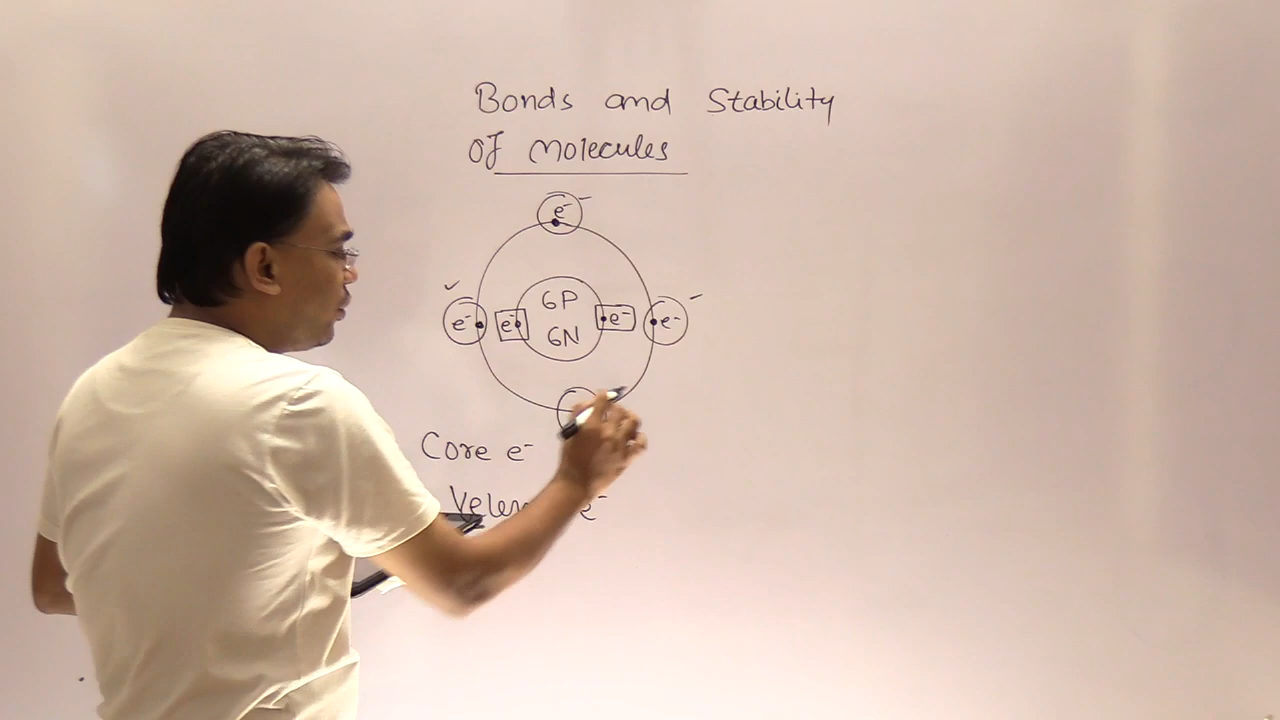 Bonds and Stability
Of Molecules
e-
e- e- 6P e- e-
6N
Core e-
e-